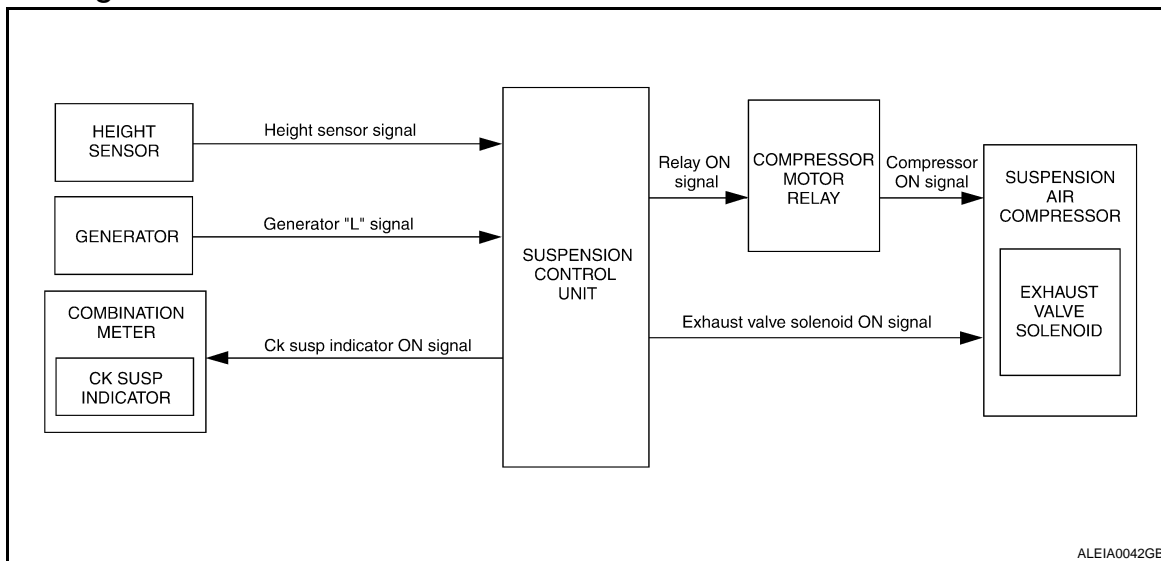 HEIGHT
SENSOR
Height sensor signal
GENERATOR
Generator "L" signal
COMBINATION
METER
CK SUSP
INDICATOR
Ck susp indicator ON signal
SUSPENSION
CONTROL
UNIT
Relay ON
signal
COMPRESSOR
MOTOR
RELAY
Compressor
ON signal
Exhaust valve solenoid ON signal
SUSPENSION
AIR
COMPRESSOR
EXHAUST
VALVE
SOLENOID
ALEIA0042GB